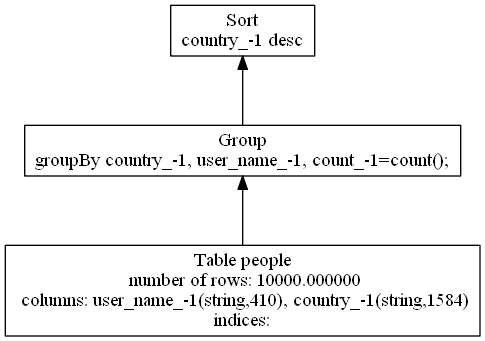 Sort
country_-1 desc
Group
groupBy country_-1, user_name_-1, count_-1=count();
Table people
number of rows: 10000.000000
columns: user_name_-1(string,410), country_-1(string,1584)
indices: